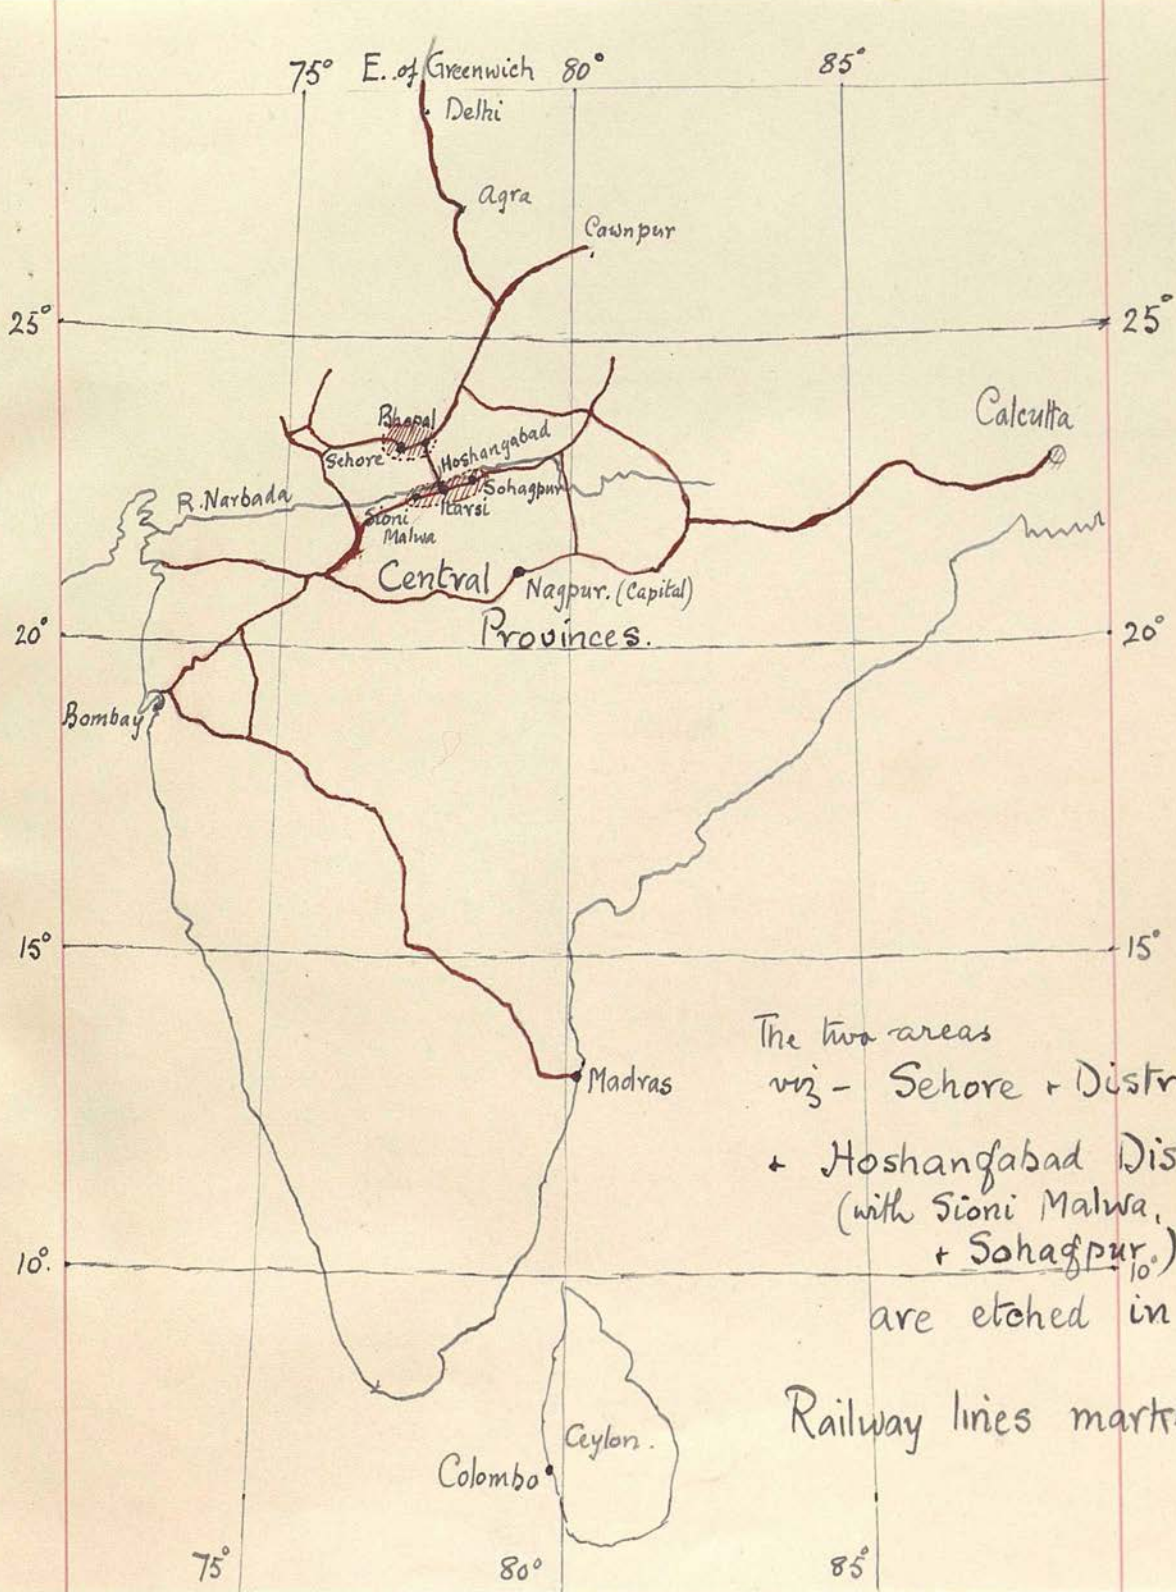 75° E. of Greenwich 80° 85°
Delhi
Agra
Cawnpur
25° 25°
Calcutta
Bhopal
Hoshangabad
Sehore
Sohagpur
R. Narbada
Itarsi
Sioni
Malwa
Central
Nagpur. (Capital)
20° Provinces. 20°
Bombay
15° 15°
The two areas
viz - Sehore + Distr
Madras
+ Hoshangabad Dis
(with Sioni Malwa,
+ Sohagpur.)
10°. 10°
are etched in
Railway lines mark
Ceylon.
Colombo
75° 80° 85°